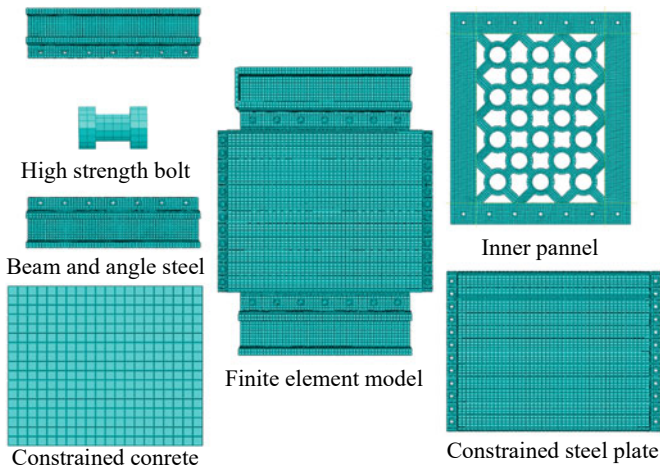 High strength bolt
Beam and angle steel
Constrained conrete
Finite element model
Inner pannel
Constrained steel plate